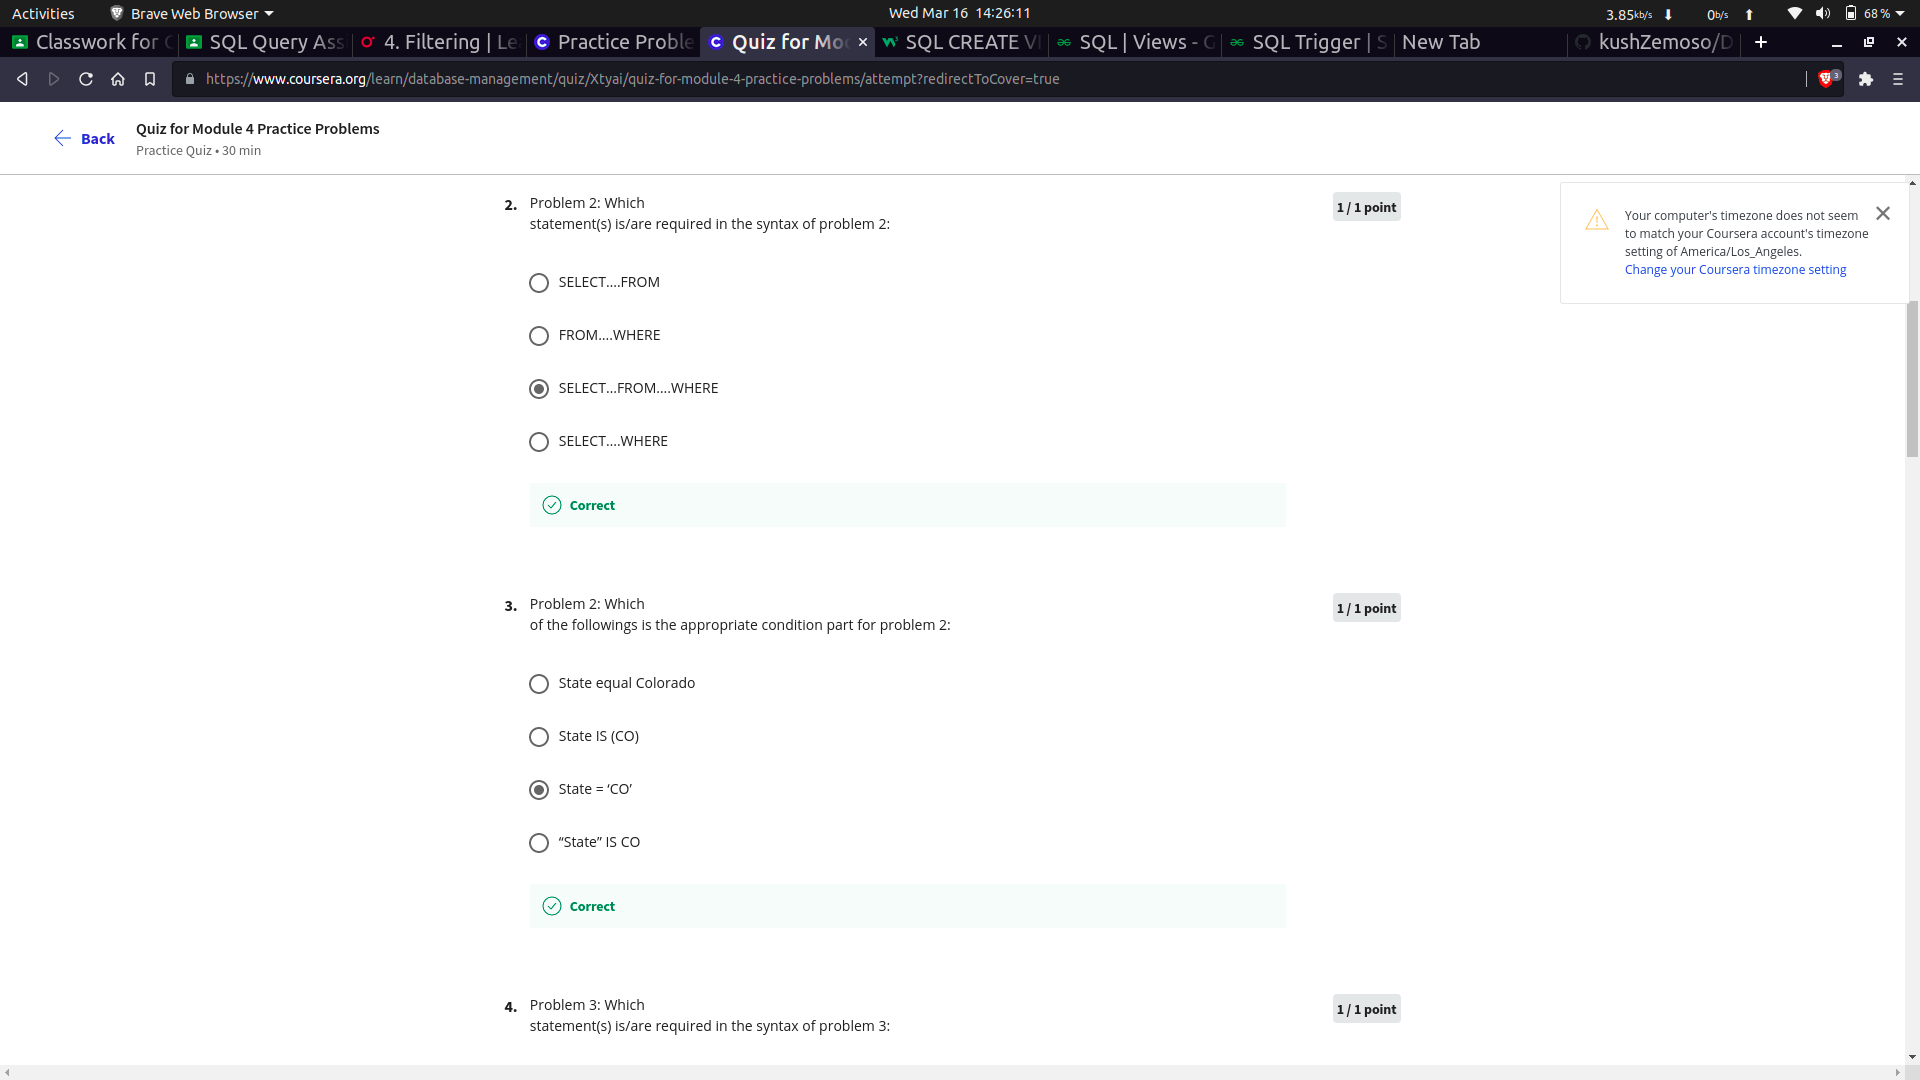 Activities
Brave Web Browser
Wed Mar 16 14:26:11
3.85kb/s
0b/s
68 %
Classwork for
SQL Query Ass
4. Filtering | Le
Practice Proble
Quiz for Mo
SQL CREATE VI
SQL | Views - G
SQL Trigger | S
New Tab
kushZemoso/D
https://www.coursera.org/learn/database-management/quiz/Xtyai/quiz-for-module-4-practice-problems/attempt?redirectToCover=true
3
Back
Quiz for Module 4 Practice Problems
Practice Quiz • 30 min
Your computer's timezone does not seem
to match your Coursera account's timezone
setting of America/Los_Angeles.
Change your Coursera timezone setting
2. Problem 2: Which
statement(s) is/are required in the syntax of problem 2:
1 / 1 point
SELECT....FROM
FROM....WHERE
SELECT...FROM....WHERE
SELECT....WHERE
Correct
3. Problem 2: Which
of the followings is the appropriate condition part for problem 2:
1 / 1 point
State equal Colorado
State IS (CO)
State = ‘CO’
“State” IS CO
Correct
4. Problem 3: Which
statement(s) is/are required in the syntax of problem 3:
1 / 1 point